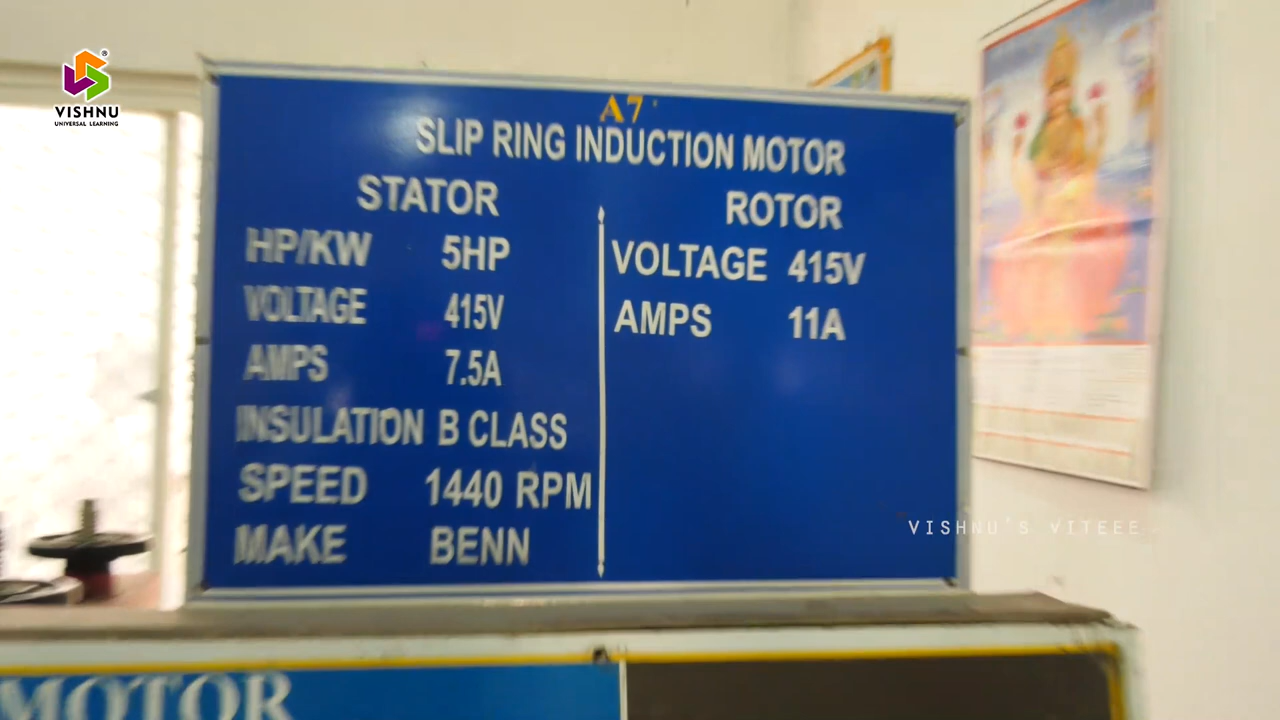 VISHNU
UNIVERSAL LEARNING
A7
SLIP RING INDUCTION MOTOR
STATOR
HP/KW 5HP
VOLTAGE 415V
AMPS 7.5A
INSULATION B CLASS
SPEED 1440 RPM
MAKE BENN
ROTOR
VOLTAGE 415V
AMPS 11A
VISHNU'S VITEEE
MOTOR